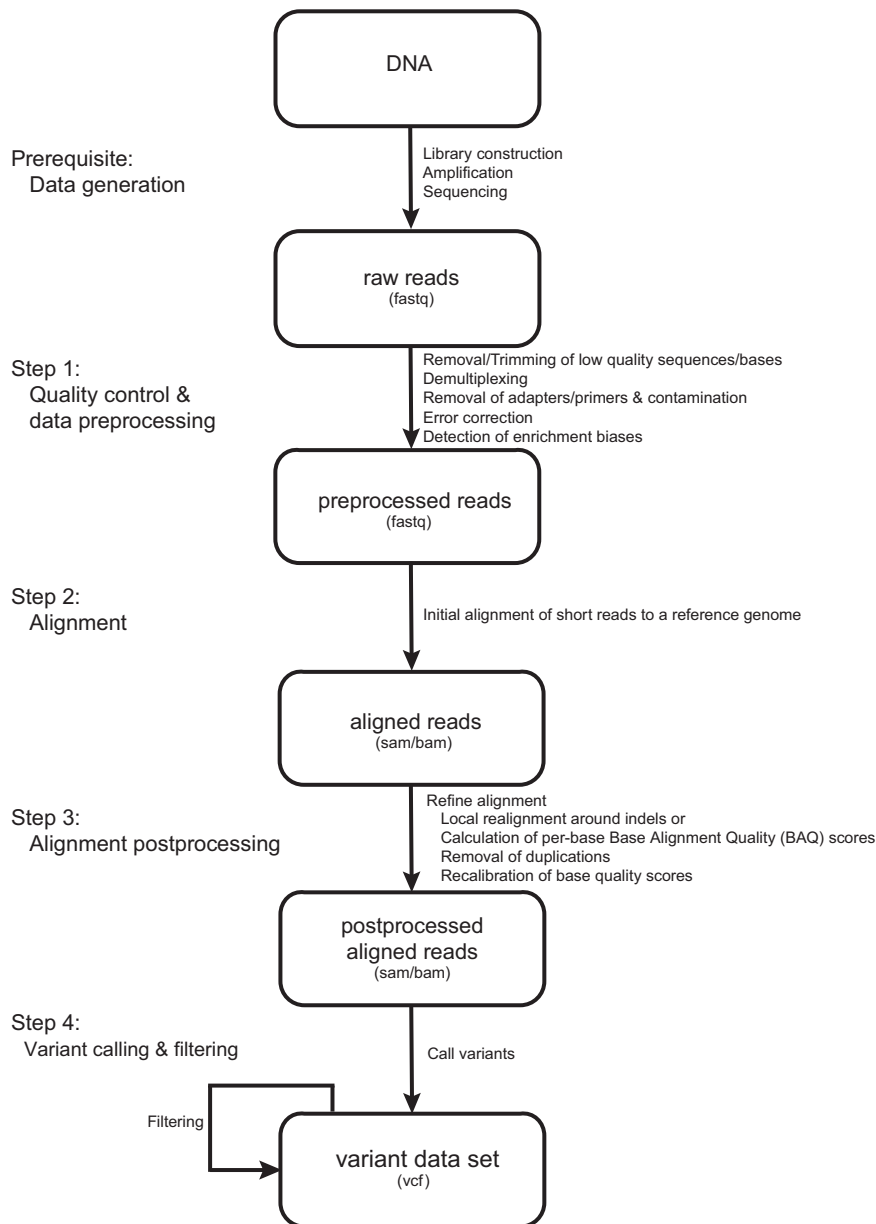 DNA
Prerequisite:
Data generation
Library construction
Amplification
Sequencing
raw reads
(fastq)
Step 1:
Quality control &
data preprocessing
Removal/Trimming of low quality sequences/bases
Demultiplexing
Removal of adapters/primers & contamination
Error correction
Detection of enrichment biases
preprocessed reads
(fastq)
Step 2:
Alignment
Initial alignment of short reads to a reference genome
aligned reads
(sam/bam)
Step 3:
Alignment postprocessing
Refine alignment
Local realignment around indels or
Calculation of per-base Base Alignment Quality (BAQ) scores
Removal of duplications
Recalibration of base quality scores
postprocessed
aligned reads
(sam/bam)
Step 4:
Variant calling & filtering
Call variants
Filtering
variant data set
(vcf)